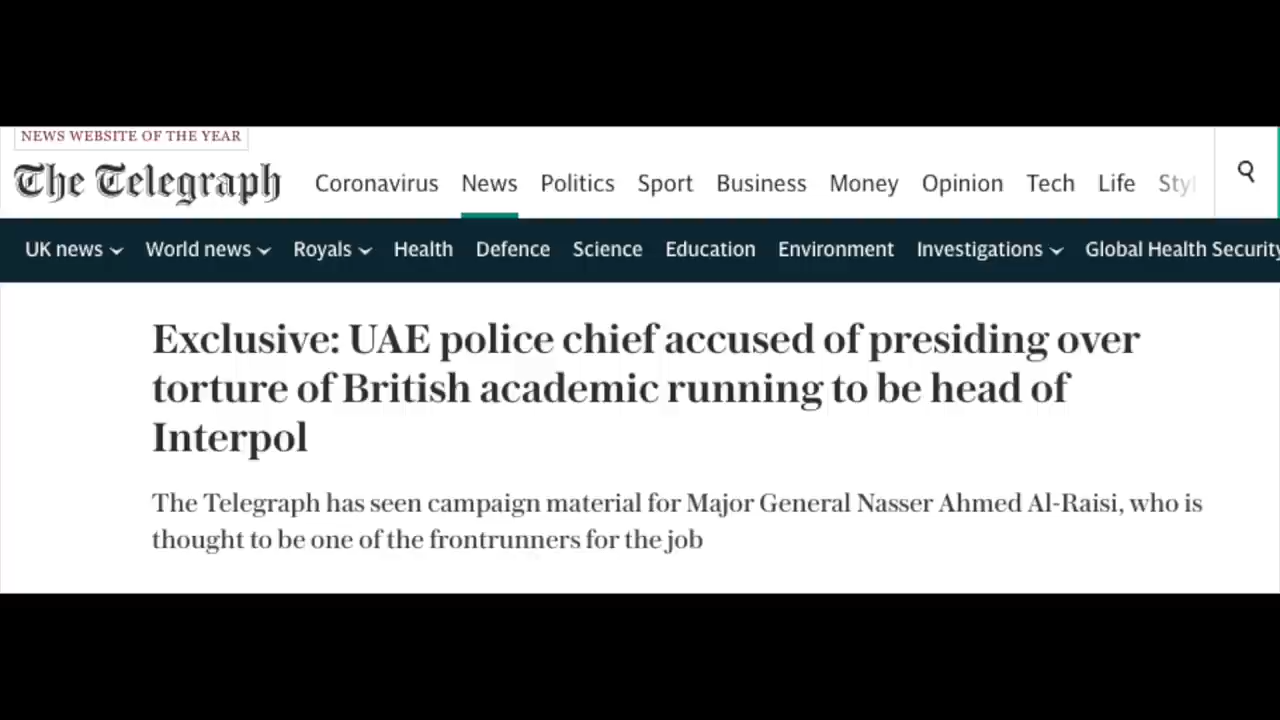 NEWS WEBSITE OF THE YEAR
The Telegraph
Coronavirus News Politics Sport Business Money Opinion Tech Life Styl
UK news World news Royals Health Defence Science Education Environment Investigations Global Health Security
Exclusive: UAE police chief accused of presiding over
torture of British academic running to be head of
Interpol
The Telegraph has seen campaign material for Major General Nasser Ahmed Al-Raisi, who is
thought to be one of the frontrunners for the job